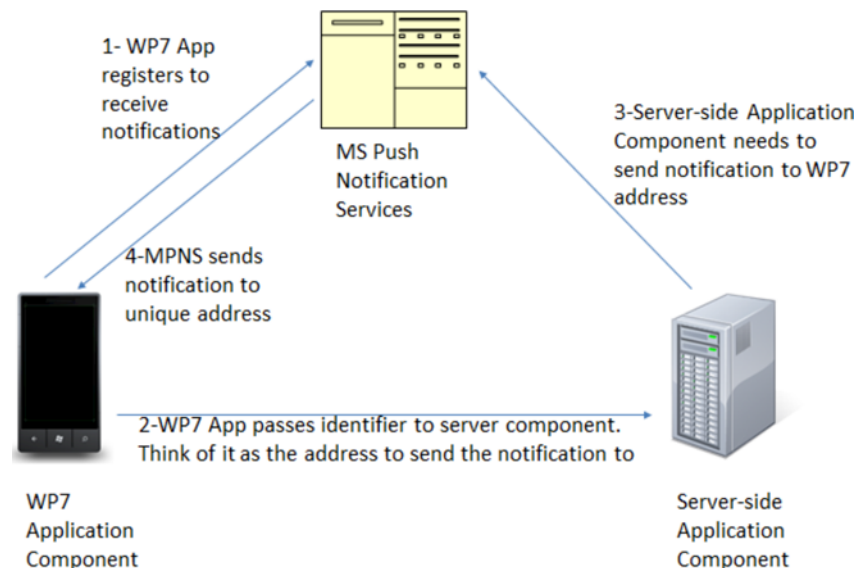 1- WP7 App
registers to
receive
notifications
MS Push
Notification
Services
3-Server-side Application
Component needs to
send notification to WP7
address
4-MPNS sends
notification to
unique address
2-WP7 App passes identifier to server component.
Think of it as the address to send the notification to
WP7
Application
Component
Server-side
Application
Component